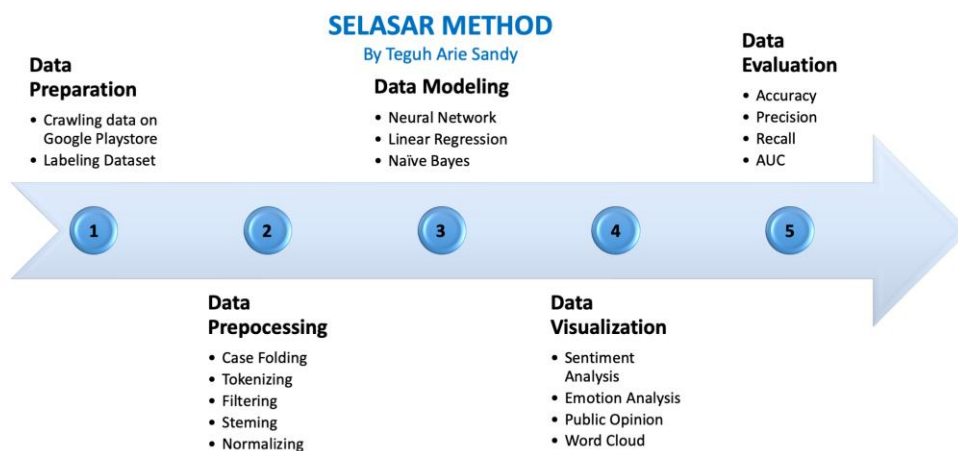 SELASAR METHOD
By Teguh Arie Sandy
Data
Preparation
• Crawling data on
Google Playstore
• Labeling Dataset
Data Modeling
• Neural Network
• Linear Regression
• Naïve Bayes
Data
Evaluation
• Accuracy
• Precision
• Recall
• AUC
1
2
3
4
5
Data
Prepocessing
• Case Folding
• Tokenizing
• Filtering
• Steming
• Normalizing
Data
Visualization
• Sentiment
Analysis
• Emotion Analysis
• Public Opinion
• Word Cloud